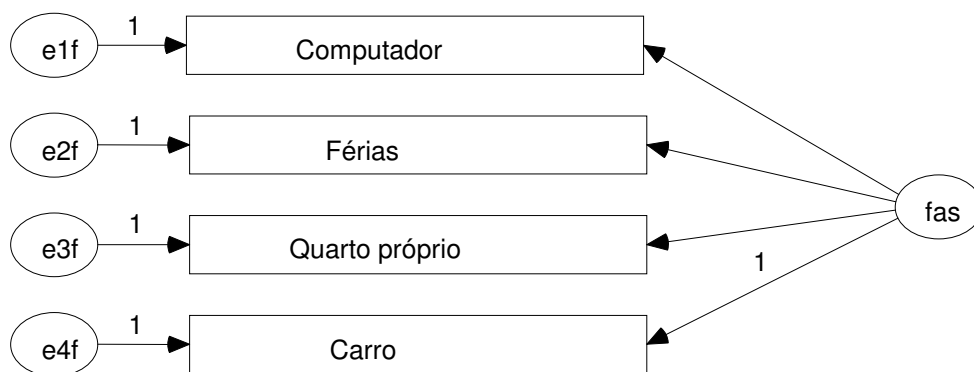 e1f 1 Computador
e2f 1 Férias
fas
e3f 1 Quarto próprio
1
e4f 1 Carro